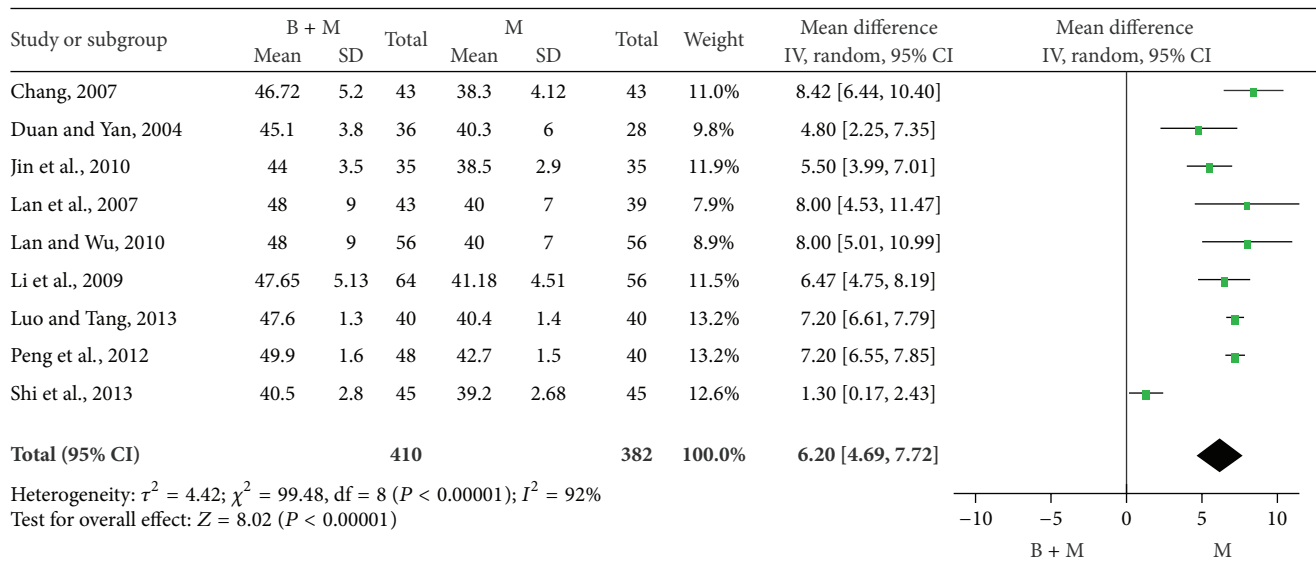 Study or subgroup B + M Total M Total Weight Mean difference Mean difference
Mean SD Mean SD IV, random, 95% CI IV, random, 95% CI
Chang, 2007 46.72 5.2 43 38.3 4.12 43 11.0% 8.42 [6.44, 10.40]
Duan and Yan, 2004 45.1 3.8 36 40.3 6 28 9.8% 4.80 [2.25, 7.35]
Jin et al., 2010 44 3.5 35 38.5 2.9 35 11.9% 5.50 [3.99, 7.01]
Lan et al., 2007 48 9 43 40 7 39 7.9% 8.00 [4.53, 11.47]
Lan and Wu, 2010 48 9 56 40 7 56 8.9% 8.00 [5.01, 10.99]
Li et al., 2009 47.65 5.13 64 41.18 4.51 56 11.5% 6.47 [4.75, 8.19]
Luo and Tang, 2013 47.6 1.3 40 40.4 1.4 40 13.2% 7.20 [6.61, 7.79]
Peng et al., 2012 49.9 1.6 48 42.7 1.5 40 13.2% 7.20 [6.55, 7.85]
Shi et al., 2013 40.5 2.8 45 39.2 2.68 45 12.6% 1.30 [0.17, 2.43]
Total (95% CI) 410 382 100.0% 6.20 [4.69, 7.72]
Heterogeneity: τ² = 4.42; χ² = 99.48, df = 8 (P < 0.00001); I² = 92%
Test for overall effect: Z = 8.02 (P < 0.00001)
−10 −5 0 5 10
B + M M